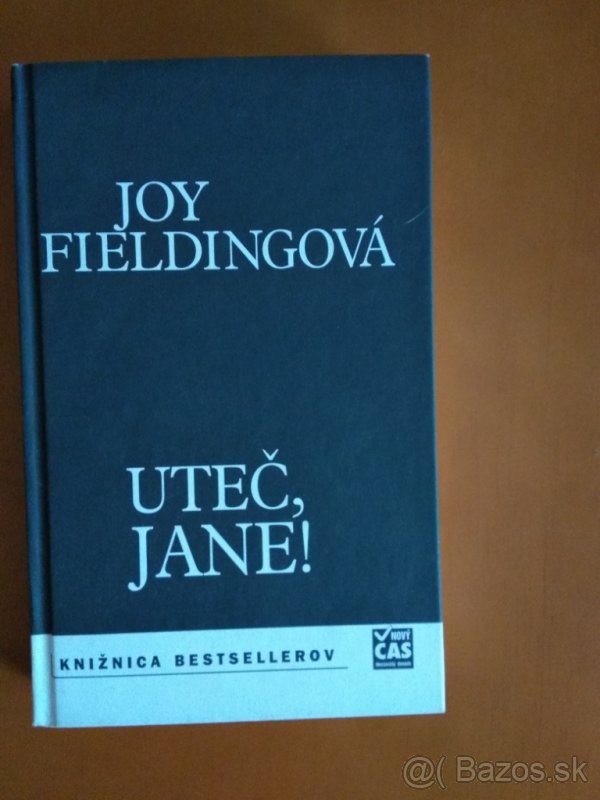 JOY
FIELDINGOVÁ
UTEČ,
JANE!
KNIŽNICA BESTSELLEROV
NOVÝ
ČAS
@( Bazos.sk